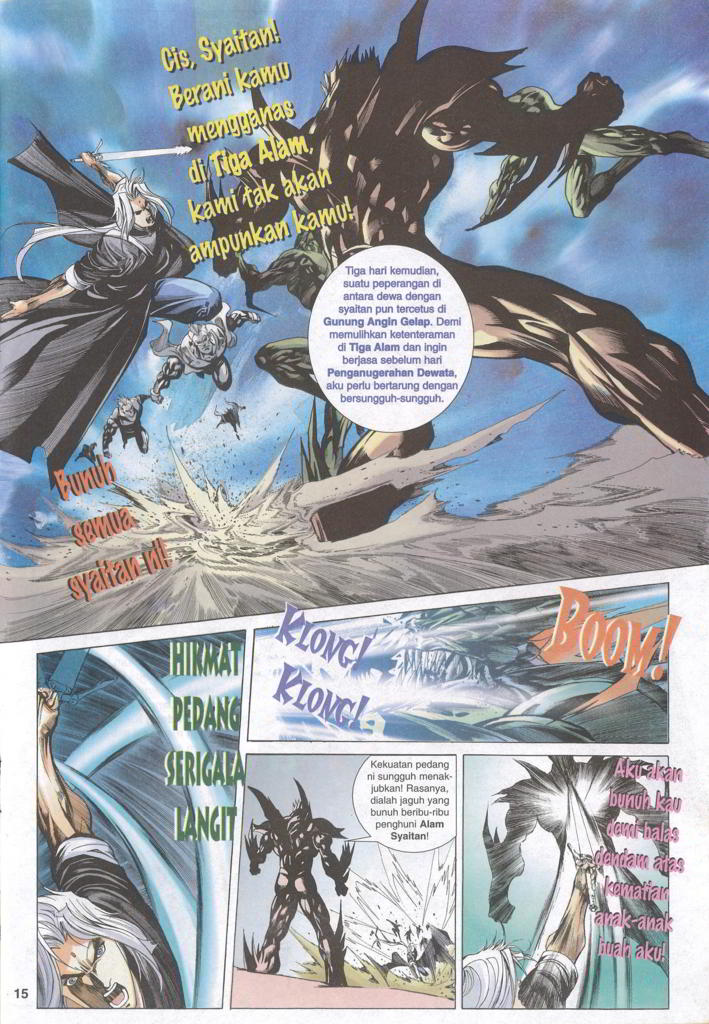 Cis, Syaitan!
Berani kamu
mengganas
di Tiga Alam,
kami tak akan
ampunkan kamu!
Tiga hari kemudian,
suatu peperangan di
antara dewa dengan
syaitan pun tercetus di
Gunung Angin Gelap. Demi
memulihkan ketenteraman
di Tiga Alam dan ingin
berjasa sebelum hari
Penganugerahan Dewata,
aku perlu bertarung dengan
bersungguh-sungguh.
Bunuh
semua
syaitan ni!
KLONG!
KLONG!
BOOM!
HIKMAT
PEDANG
SERIGALA
LANGIT
Kekuatan pedang
ni sungguh menak-
jubkan! Rasanya,
dialah jaguh yang
bunuh beribu-ribu
penghuni Alam
Syaitan!
Aku akan
bunuh kau
demi balas
dendam atas
kematian
anak-anak
buah aku!
15